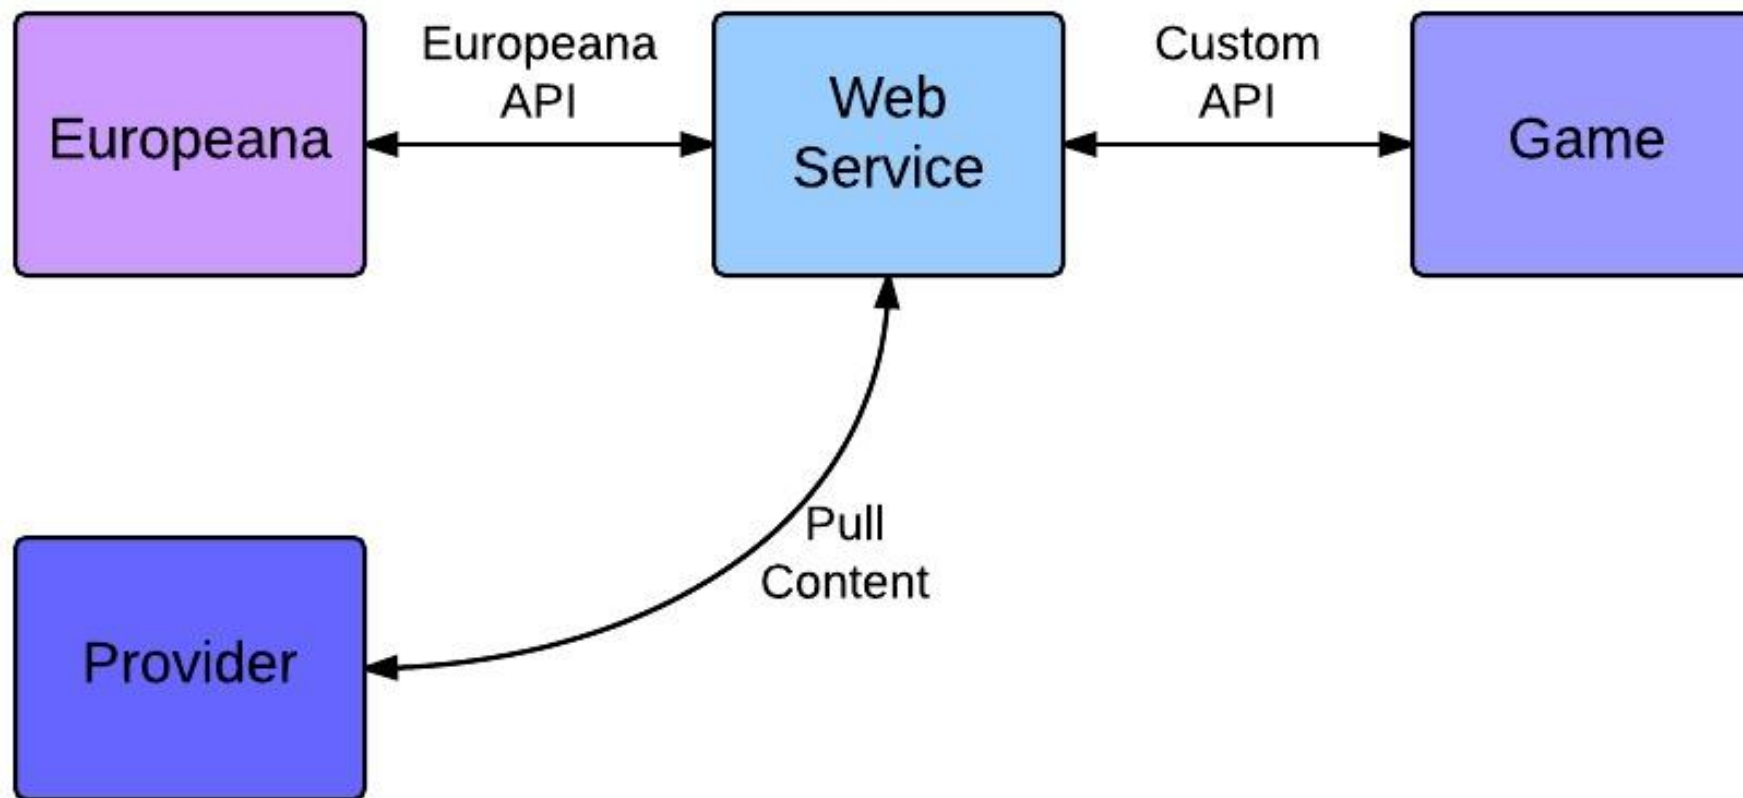 Europeana
Europeana
API
Web
Service
Custom
API
Game
Pull
Content
Provider